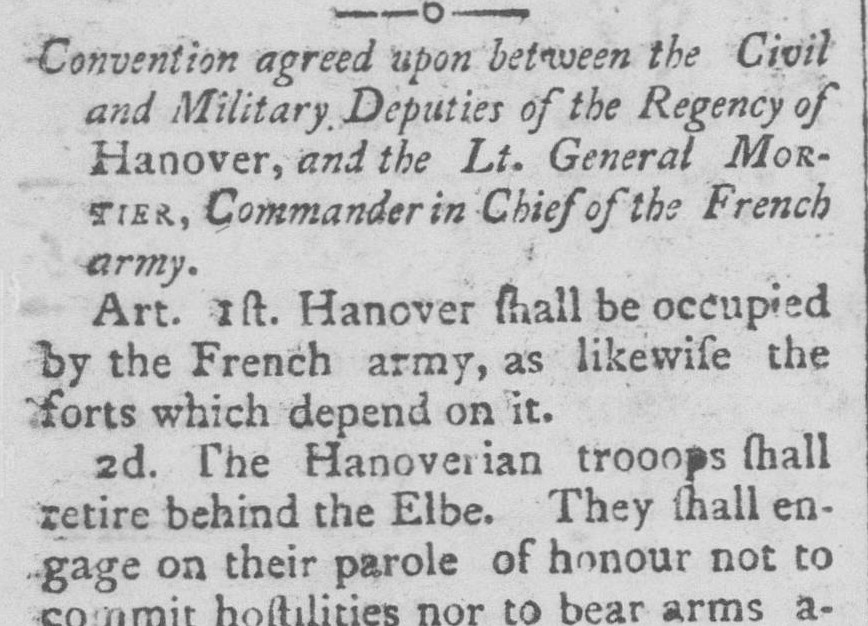 Convention agreed upon between the Civil
and Military Deputies of the Regency of
Hanover, and the Lt. General MOR-
TIER, Commander in Chief of the French
army.
Art. 1ſt. Hanover ſhall be occupied
by the French army, as likewiſe the
forts which depend on it.
2d. The Hanoverian trooops ſhall
retire behind the Elbe. They ſhall en-
gage on their parole of honour not to
commit hoſtilities nor to bear arms a-